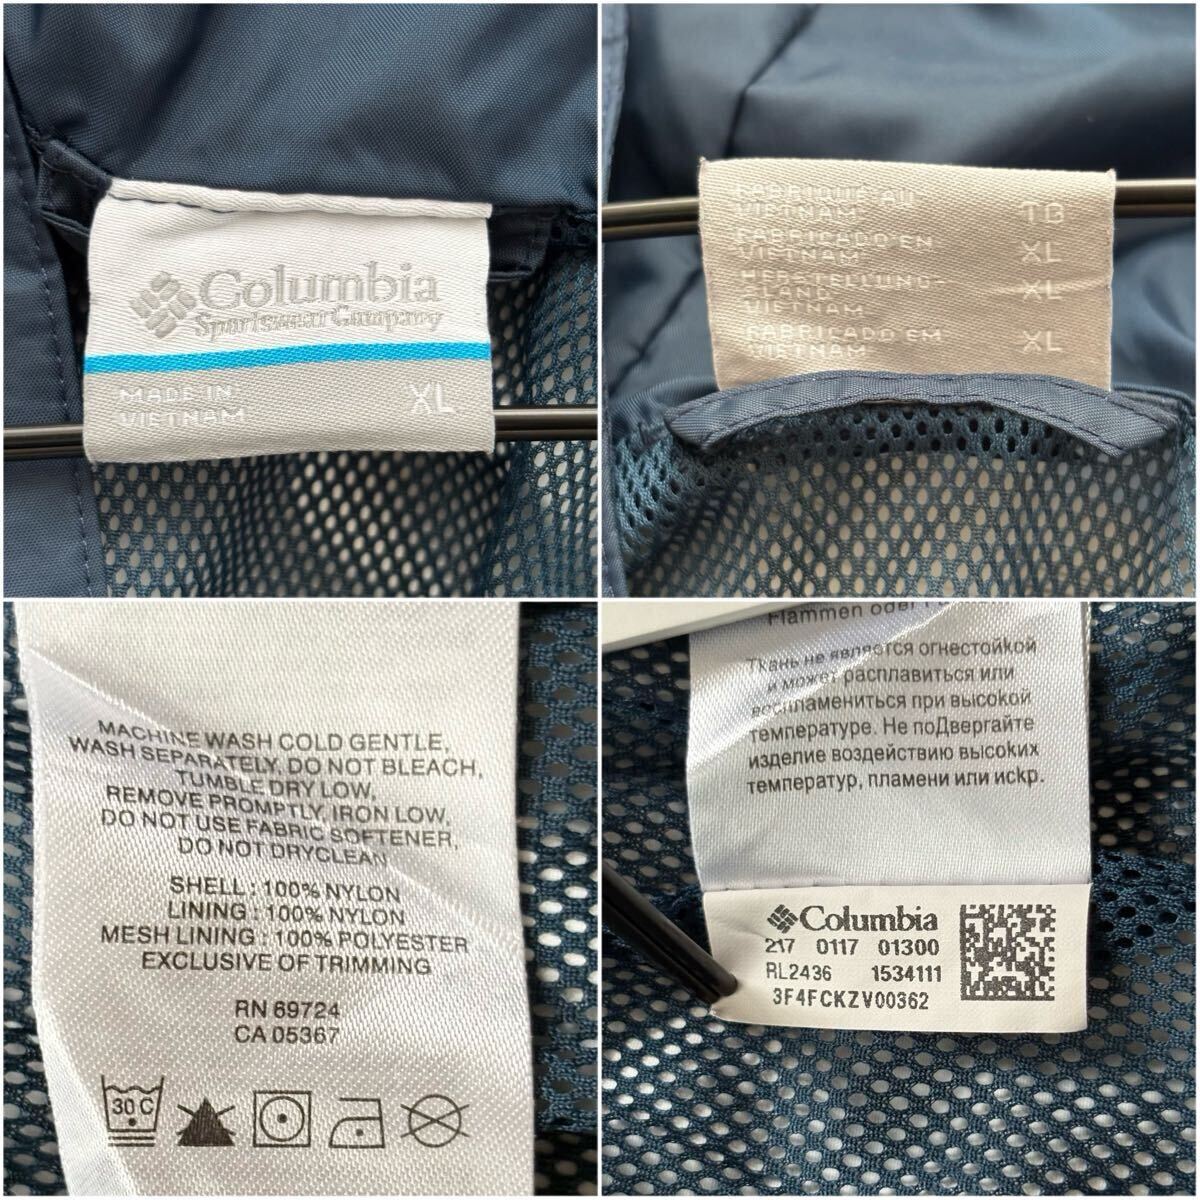 Columbia
Sportswear Company
MADE IN
VIETNAM
XL
FABRIQUE AU
VIETNAM
TG
FABRICADO EN
VIETNAM
XL
HERSTELLUNG-
SLAND
VIETNAM
XL
FABRICADO EM
VIETNAM
XL
MACHINE WASH COLD GENTLE,
WASH SEPARATELY, DO NOT BLEACH,
TUMBLE DRY LOW,
REMOVE PROMPTLY, IRON LOW,
DO NOT USE FABRIC SOFTENER,
DO NOT DRYCLEAN
SHELL : 100% NYLON
LINING : 100% NYLON
MESH LINING : 100% POLYESTER
EXCLUSIVE OF TRIMMING
RN 69724
CA 05367
30 C
Flammen oder
Ткань не является огнестойкой
и может расплавиться или
воспламениться при высокой
температуре. Не поДвергайте
изделие воздействию высоких
температур, пламени или искр.
Columbia
217 0117 01300
RL2436 1534111
3F4FCKZV00362